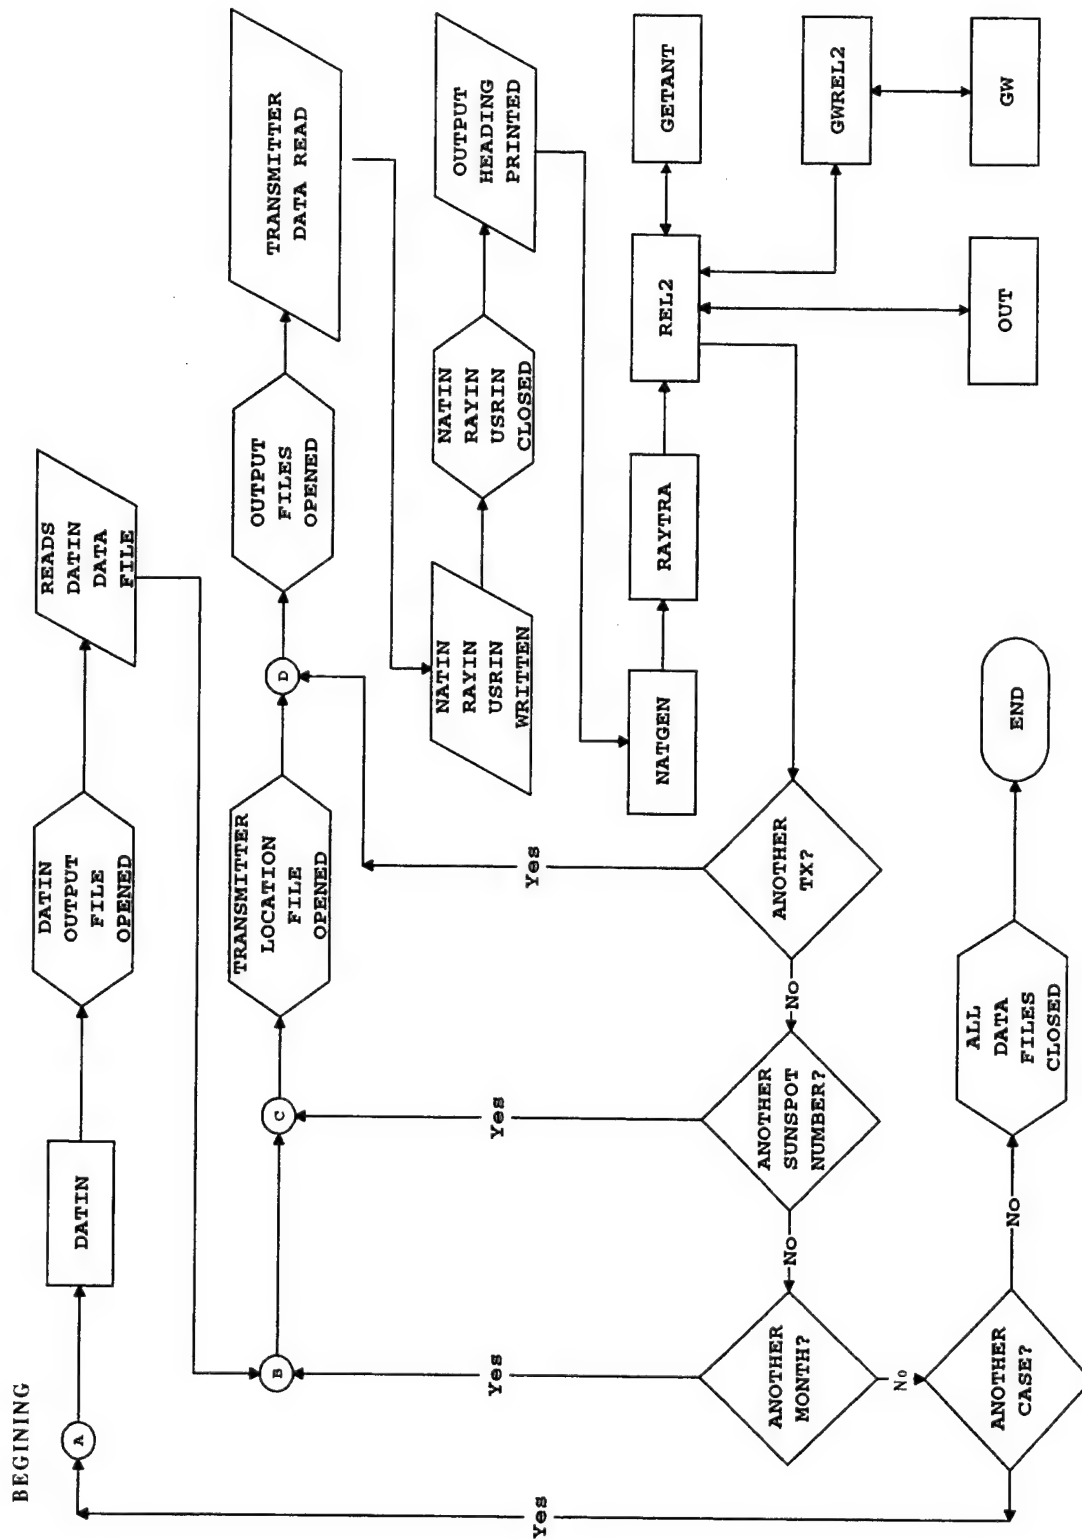 BEGINING
A
DATIN
DATIN
OUTPUT
FILE
OPENED
READS
DATIN
DATA
FILE
B
C
TRANSMITTER
LOCATION
FILE
OPENED
D
OUTPUT
FILES
OPENED
TRANSMITTER
DATA READ
NATIN
RAYIN
USRIN
WRITTEN
NATIN
RAYIN
USRIN
CLOSED
OUTPUT
HEADING
PRINTED
NATGEN
RAYTRA
REL2
GETANT
GWREL2
GW
OUT
ANOTHER
TX?
Yes
No
ANOTHER
SUNSPOT
NUMBER?
Yes
No
ANOTHER
MONTH?
Yes
No
ANOTHER
CASE?
Yes
No
ALL
DATA
FILES
CLOSED
END